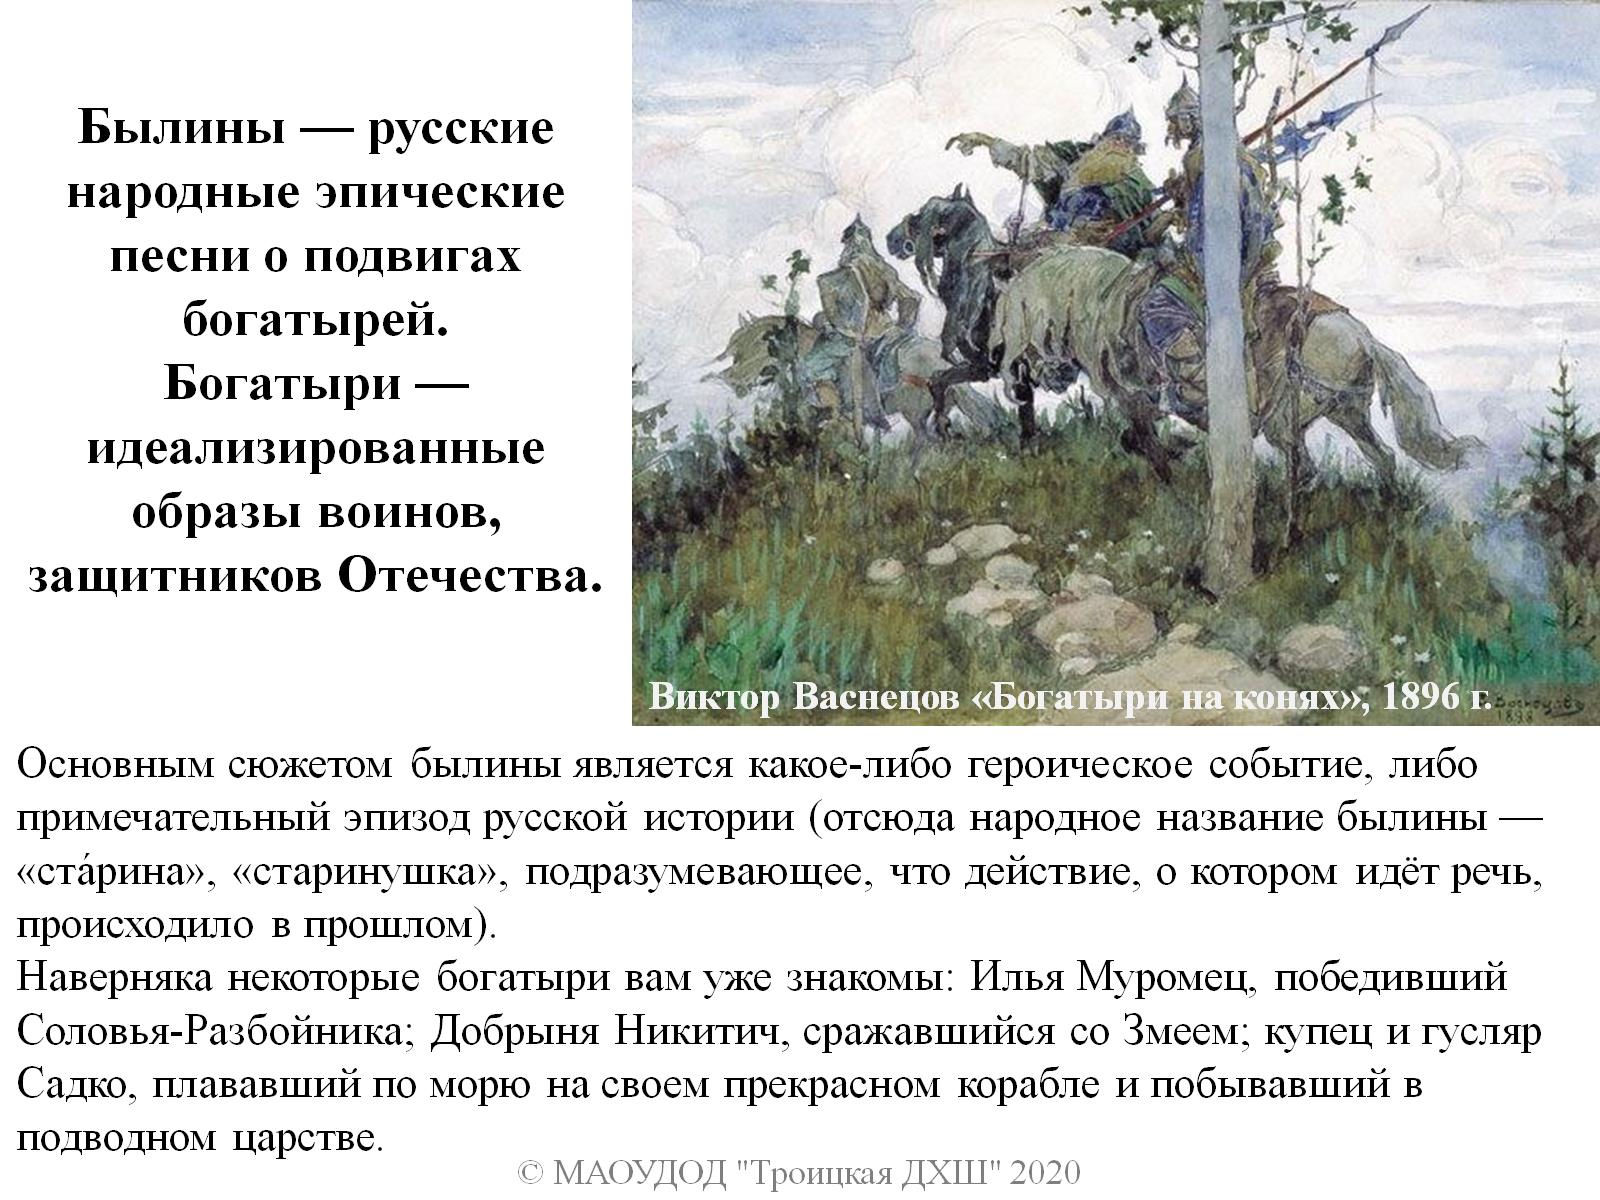 Былины — русские
народные эпические
песни о подвигах
богатырей.
Богатыри —
идеализированные
образы воинов,
защитников Отечества.
Виктор Васнецов «Богатыри на конях», 1896 г.
Основным сюжетом былины является какое-либо героическое событие, либо
примечательный эпизод русской истории (отсюда народное название былины —
«ста́рина», «старинушка», подразумевающее, что действие, о котором идёт речь,
происходило в прошлом).
Наверняка некоторые богатыри вам уже знакомы: Илья Муромец, победивший
Соловья-Разбойника; Добрыня Никитич, сражавшийся со Змеем; купец и гусляр
Садко, плававший по морю на своем прекрасном корабле и побывавший в
подводном царстве.
© МАОУДОД "Троицкая ДХШ" 2020